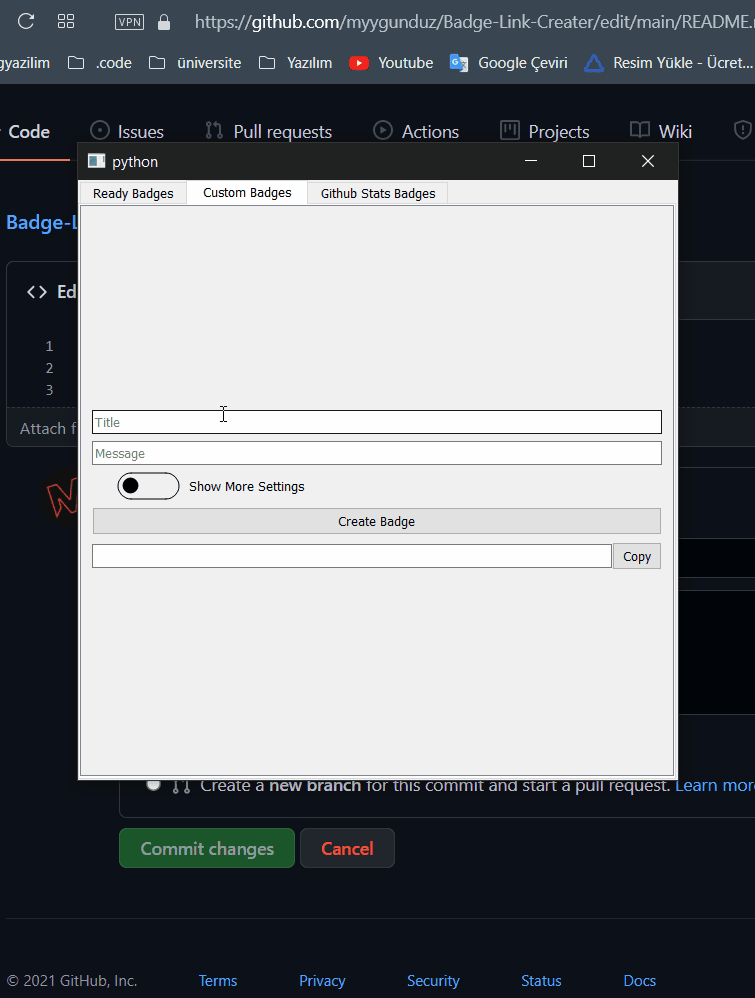 VPN https://github.com/myygunduz/Badge-Link-Creater/edit/main/README.
gyazilim .code üniversite Yazılım Youtube Google Çeviri Resim Yükle - Ücret...
Code Issues Pull requests Actions Projects Wiki
python
Ready Badges Custom Badges Github Stats Badges
Badge-L
<> Ed
1
2
3
Title
Attach f
Message
Show More Settings
Create Badge
Copy
Create a new branch for this commit and start a pull request. Learn more
Commit changes Cancel
© 2021 GitHub, Inc. Terms Privacy Security Status Docs